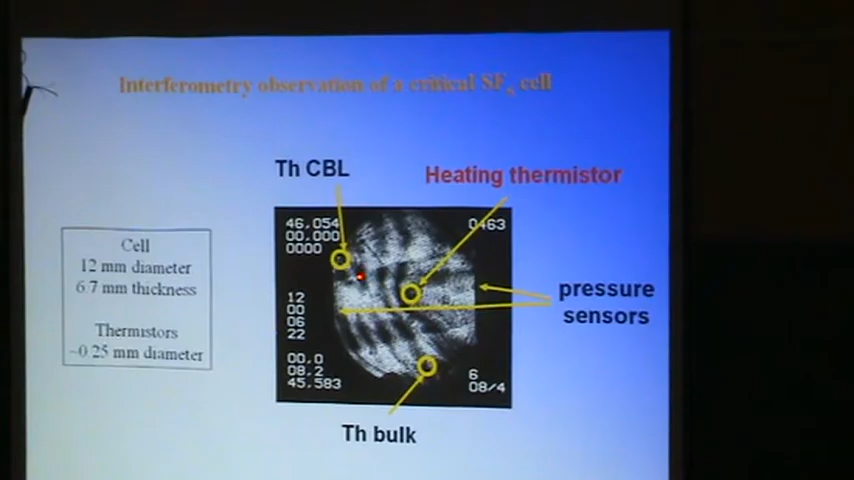 Interferometry observation of a critical SF6 cell
Th CBL
Heating thermistor
46.054
00.000
0000
0463
Cell
12 mm diameter
6.7 mm thickness
Thermistors
~0.25 mm diameter
12
00
06
22
pressure
sensors
00.0
08.2
45.583
6
08/4
Th bulk